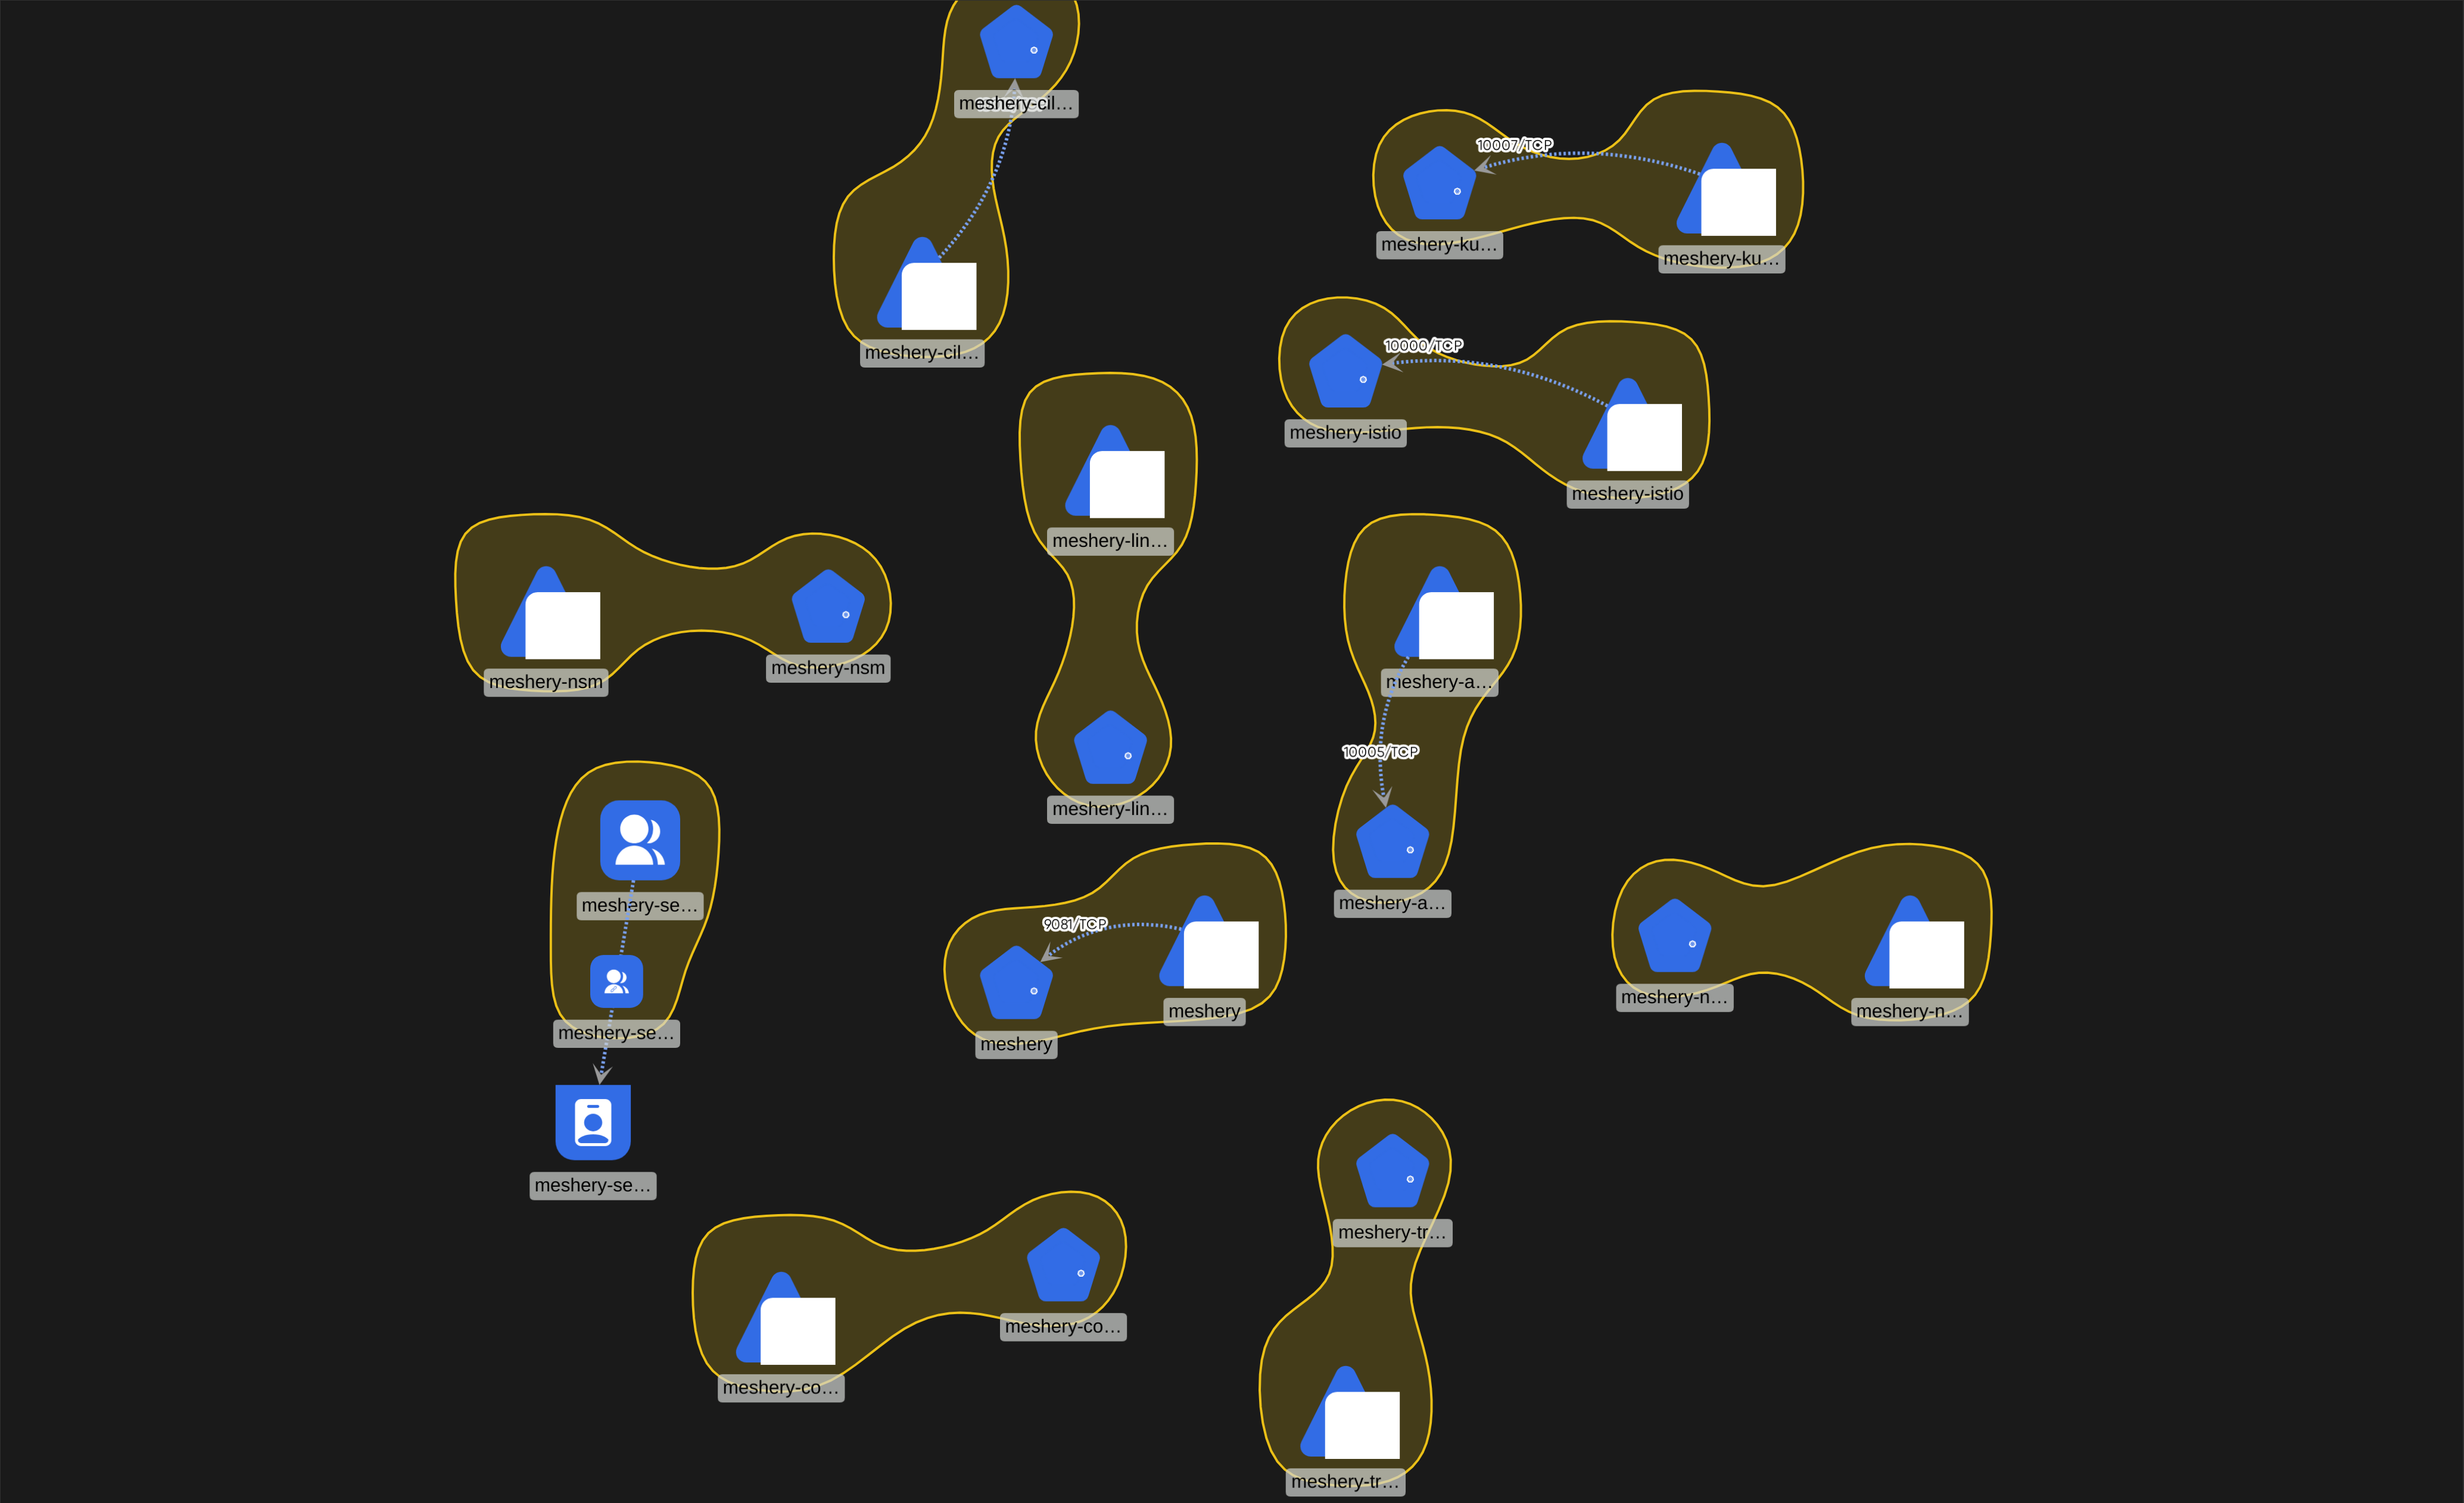 meshery-cil…
10007/TCP
meshery-ku…
meshery-ku…
meshery-cil…
10000/TCP
meshery-istio
meshery-istio
meshery-lin…
meshery-nsm
meshery-nsm
meshery-a…
10005/TCP
meshery-lin…
meshery-a…
meshery-se…
9081/TCP
meshery
meshery
meshery-n…
meshery-n…
meshery-se…
meshery-se…
meshery-tr…
meshery-co…
meshery-co…
meshery-tr…